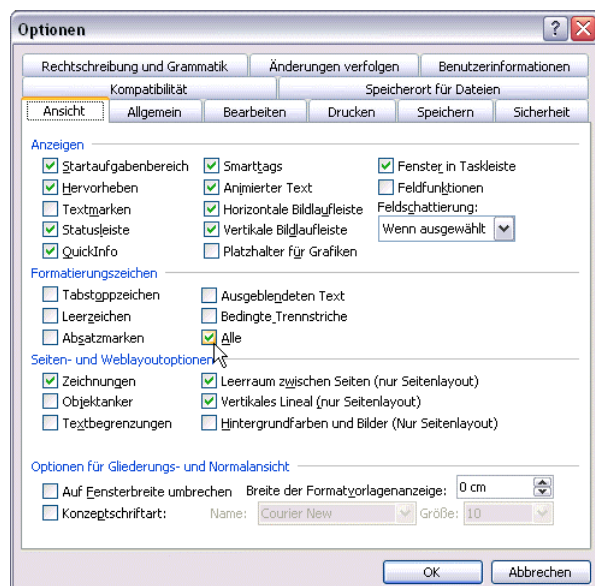 Optionen
Rechtschreibung und Grammatik Änderungen verfolgen Benutzerinformationen
Kompatibilität Speicherort für Dateien
Ansicht Allgemein Bearbeiten Drucken Speichern Sicherheit
Anzeigen
Startaufgabenbereich Smarttags Fenster in Taskleiste
Hervorheben Animierter Text Feldfunktionen
Textmarken Horizontale Bildlaufleiste Feldschattierung:
Statusleiste Vertikale Bildlaufleiste Wenn ausgewählt
QuickInfo Platzhalter für Grafiken
Formatierungszeichen
Tabstoppzeichen Ausgeblendeten Text
Leerzeichen Bedingte Trennstriche
Absatzmarken Alle
Seiten- und Weblayoutoptionen
Zeichnungen Leerraum zwischen Seiten (nur Seitenlayout)
Objektanker Vertikales Lineal (nur Seitenlayout)
Textbegrenzungen Hintergrundfarben und Bilder (Nur Seitenlayout)
Optionen für Gliederungs- und Normalansicht
Auf Fensterbreite umbrechen Breite der Formatvorlagenanzeige: 0 cm
Konzeptschriftart: Name: Courier New Größe: 10
OK Abbrechen